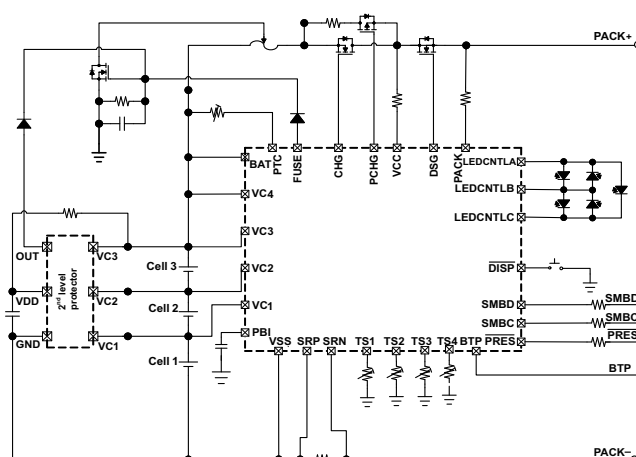 PACK+
BAT
PTC
FUSE
CHG
PCHG
VCC
DSG
PACK
LEDCNTLA
LEDCNTLB
LEDCNTLC
VC4
VC3
VC2
VC1
PBI
DISP
SMBD
SMBC
PRES
SMBD
SMBC
PRES
BTP
OUT
VDD
GND
2nd level
protector
VC3
VC2
VC1
Cell 3
Cell 2
Cell 1
VSS
SRP
SRN
TS1
TS2
TS3
TS4
BTP
PACK–